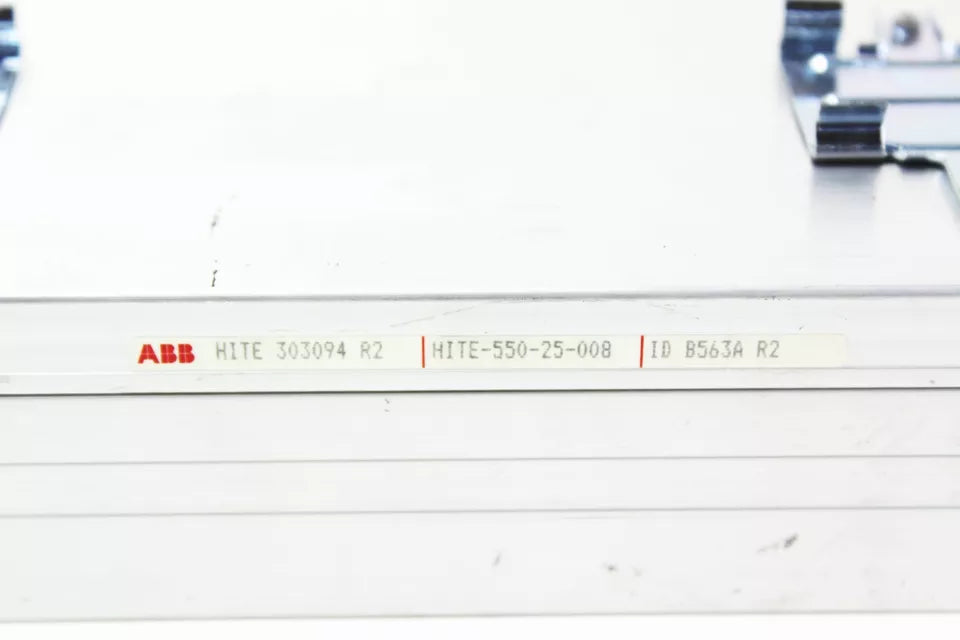 ABB HITE 303094 R2 HITE-550-25-008 ID B563A R2